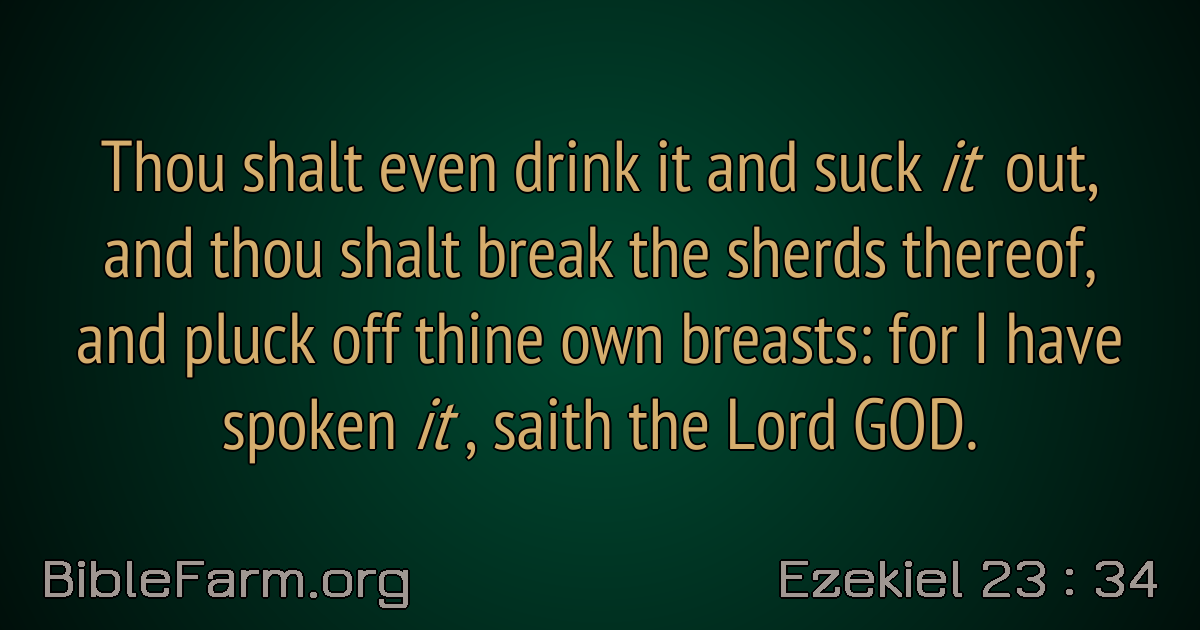 Thou shalt even drink it and suck it out,
and thou shalt break the sherds thereof,
and pluck off thine own breasts: for I have
spoken it , saith the Lord GOD.
BibleFarm.org
Ezekiel 23 : 34